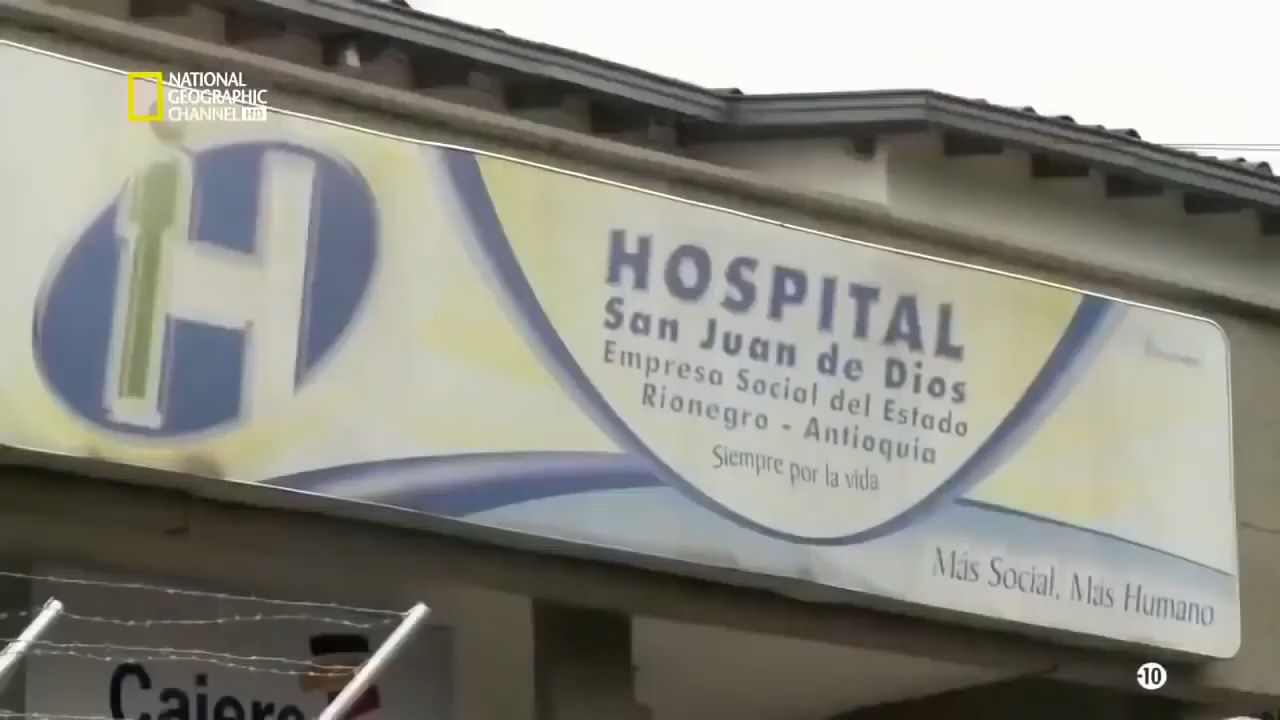 NATIONAL
GEOGRAPHIC
CHANNEL HD
H
HOSPITAL
San Juan de Dios
Empresa Social del Estado
Rionegro - Antioquia
Siempre por la vida
Más Social, Más Humano
Cajero
-10